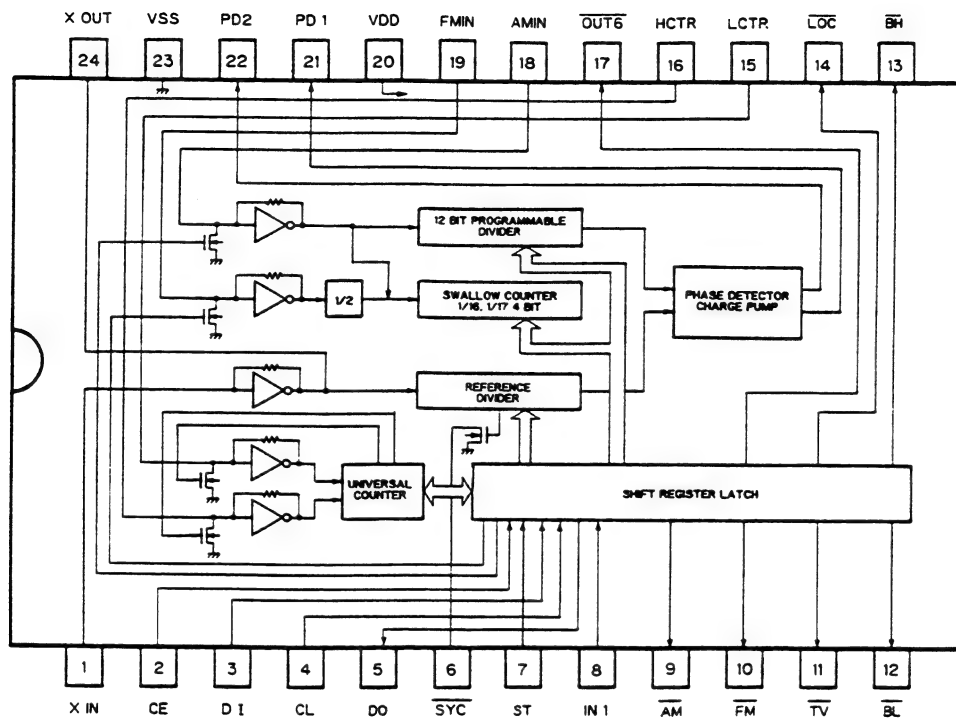 X OUT VSS PD2 PD1 VDD FMIN AMIN OUT6 HCTR LCTR LOC BH
24 23 22 21 20 19 18 17 16 15 14 13
12 BIT PROGRAMMABLE
DIVIDER
1/2
SWALLOW COUNTER
1/16, 1/17 4 BIT
PHASE DETECTOR
CHARGE PUMP
REFERENCE
DIVIDER
UNIVERSAL
COUNTER
SHIFT REGISTER LATCH
1 2 3 4 5 6 7 8 9 10 11 12
X IN CE D I CL DO SYC ST IN 1 AM FM TV BL